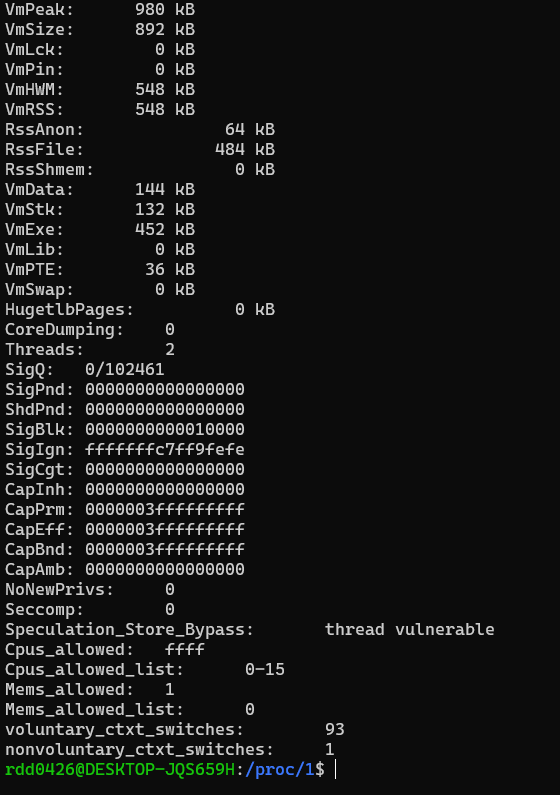 VmPeak:      980 kB
VmSize:      892 kB
VmLck:         0 kB
VmPin:         0 kB
VmHWM:       548 kB
VmRSS:       548 kB
RssAnon:              64 kB
RssFile:             484 kB
RssShmem:              0 kB
VmData:      144 kB
VmStk:       132 kB
VmExe:       452 kB
VmLib:         0 kB
VmPTE:        36 kB
VmSwap:        0 kB
HugetlbPages:          0 kB
CoreDumping:    0
Threads:        2
SigQ:   0/102461
SigPnd: 0000000000000000
ShdPnd: 0000000000000000
SigBlk: 0000000000010000
SigIgn: fffffffc7ff9fefe
SigCgt: 0000000000000000
CapInh: 0000000000000000
CapPrm: 0000003fffffffff
CapEff: 0000003fffffffff
CapBnd: 0000003fffffffff
CapAmb: 0000000000000000
NoNewPrivs:     0
Seccomp:        0
Speculation_Store_Bypass:       thread vulnerable
Cpus_allowed:   ffff
Cpus_allowed_list:      0-15
Mems_allowed:   1
Mems_allowed_list:      0
voluntary_ctxt_switches:        93
nonvoluntary_ctxt_switches:     1
rdd0426@DESKTOP-JQS659H:/proc/1$